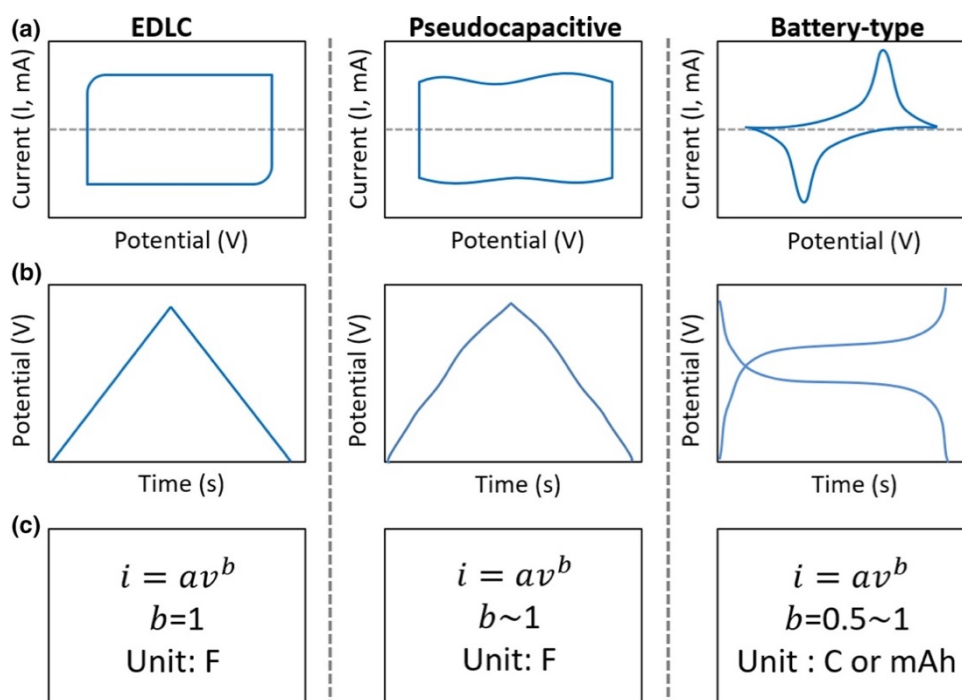 (a)
EDLC
Pseudocapacitive
Battery-type
Current (I, mA)
Potential (V)
Current (I, mA)
Potential (V)
Current (I, mA)
Potential (V)
(b)
Potential (V)
Time (s)
Potential (V)
Time (s)
Potential (V)
Time (s)
(c)
i = av^b
b=1
Unit: F
i = av^b
b~1
Unit: F
i = av^b
b=0.5~1
Unit : C or mAh